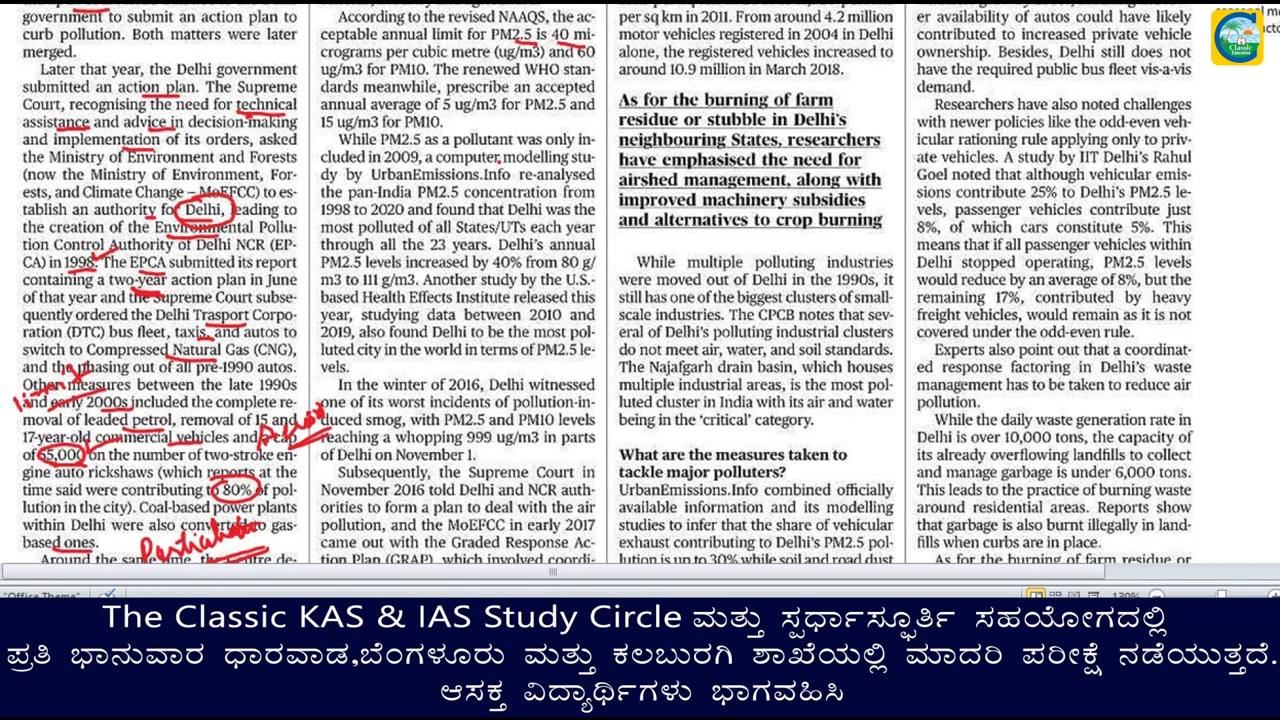 government to submit an action plan to
curb pollution. Both matters were later
merged.
Later that year, the Delhi government
submitted an action plan. The Supreme
Court, recognising the need for technical
assistance and advice in decision-making
and implementation of its orders, asked
the Ministry of Environment and Forests
(now the Ministry of Environment, For-
ests, and Climate Change – MoEFCC) to es-
tablish an authority for Delhi, leading to
the creation of the Environmental Pollu-
tion Control Authority of Delhi NCR (EP-
CA) in 1998. The EPCA submitted its report
containing a two-year action plan in June
of that year and the Supreme Court subse-
quently ordered the Delhi Trasport Corpo-
ration (DTC) bus fleet, taxis, and autos to
switch to Compressed Natural Gas (CNG),
and the phasing out of all pre-1990 autos.
Other measures between the late 1990s
and early 2000s included the complete re-
moval of leaded petrol, removal of 15 and
17-year-old commercial vehicles and a cap
of 55,000 on the number of two-stroke en-
gine auto rickshaws (which reports at the
time said were contributing to 80% of pol-
lution in the city). Coal-based power plants
within Delhi were also converted to gas-
based ones.
Around the same time, the Centre de-
limit
Particulate
According to the revised NAAQS, the ac-
ceptable annual limit for PM2.5 is 40 mi-
crograms per cubic metre (ug/m3) and 60
ug/m3 for PM10. The renewed WHO stan-
dards meanwhile, prescribe an accepted
annual average of 5 ug/m3 for PM2.5 and
15 ug/m3 for PM10.
While PM2.5 as a pollutant was only in-
cluded in 2009, a computer modelling stu-
dy by UrbanEmissions.Info re-analysed
the pan-India PM2.5 concentration from
1998 to 2020 and found that Delhi was the
most polluted of all States/UTs each year
through all the 23 years. Delhi's annual
PM2.5 levels increased by 40% from 80 g/
m3 to 111 g/m3. Another study by the U.S.-
based Health Effects Institute released this
year, studying data between 2010 and
2019, also found Delhi to be the most pol-
luted city in the world in terms of PM2.5 le-
vels.
In the winter of 2016, Delhi witnessed
one of its worst incidents of pollution-in-
duced smog, with PM2.5 and PM10 levels
reaching a whopping 999 ug/m3 in parts
of Delhi on November 1.
Subsequently, the Supreme Court in
November 2016 told Delhi and NCR auth-
orities to form a plan to deal with the air
pollution, and the MoEFCC in early 2017
came out with the Graded Response Ac-
tion Plan (GRAP), which involved coordi-
per sq km in 2011. From around 4.2 million
motor vehicles registered in 2004 in Delhi
alone, the registered vehicles increased to
around 10.9 million in March 2018.
As for the burning of farm
residue or stubble in Delhi's
neighbouring States, researchers
have emphasised the need for
airshed management, along with
improved machinery subsidies
and alternatives to crop burning
While multiple polluting industries
were moved out of Delhi in the 1990s, it
still has one of the biggest clusters of small-
scale industries. The CPCB notes that sev-
eral of Delhi's polluting industrial clusters
do not meet air, water, and soil standards.
The Najafgarh drain basin, which houses
multiple industrial areas, is the most pol-
luted cluster in India with its air and water
being in the 'critical' category.
What are the measures taken to
tackle major polluters?
UrbanEmissions.Info combined officially
available information and its modelling
studies to infer that the share of vehicular
exhaust contributing to Delhi's PM2.5 pol-
lution is up to 30% while soil and road dust
er availability of autos could have likely
contributed to increased private vehicle
ownership. Besides, Delhi still does not
have the required public bus fleet vis-a-vis
demand.
Researchers have also noted challenges
with newer policies like the odd-even veh-
icular rationing rule applying only to priv-
ate vehicles. A study by IIT Delhi's Rahul
Goel noted that although vehicular emis-
sions contribute 25% to Delhi's PM2.5 le-
vels, passenger vehicles contribute just
8%, of which cars constitute 5%. This
means that if all passenger vehicles within
Delhi stopped operating, PM2.5 levels
would reduce by an average of 8%, but the
remaining 17%, contributed by heavy
freight vehicles, would remain as it is not
covered under the odd-even rule.
Experts also point out that a coordinat-
ed response factoring in Delhi's waste
management has to be taken to reduce air
pollution.
While the daily waste generation rate in
Delhi is over 10,000 tons, the capacity of
its already overflowing landfills to collect
and manage garbage is under 6,000 tons.
This leads to the practice of burning waste
around residential areas. Reports show
that garbage is also burnt illegally in land-
fills when curbs are in place.
As for the burning of farm residue or
Classic
Education
"Office Theme"
130%
The Classic KAS & IAS Study Circle ಮತ್ತು ಸ್ಪರ್ಧಾಸ್ಫೂರ್ತಿ ಸಹಯೋಗದಲ್ಲಿ
ಪ್ರತಿ ಭಾನುವಾರ ಧಾರವಾಡ,ಬೆಂಗಳೂರು ಮತ್ತು ಕಲಬುರಗಿ ಶಾಖೆಯಲ್ಲಿ ಮಾದರಿ ಪರೀಕ್ಷೆ ನಡೆಯುತ್ತದೆ.
ಆಸಕ್ತ ವಿದ್ಯಾರ್ಥಿಗಳು ಭಾಗವಹಿಸಿ